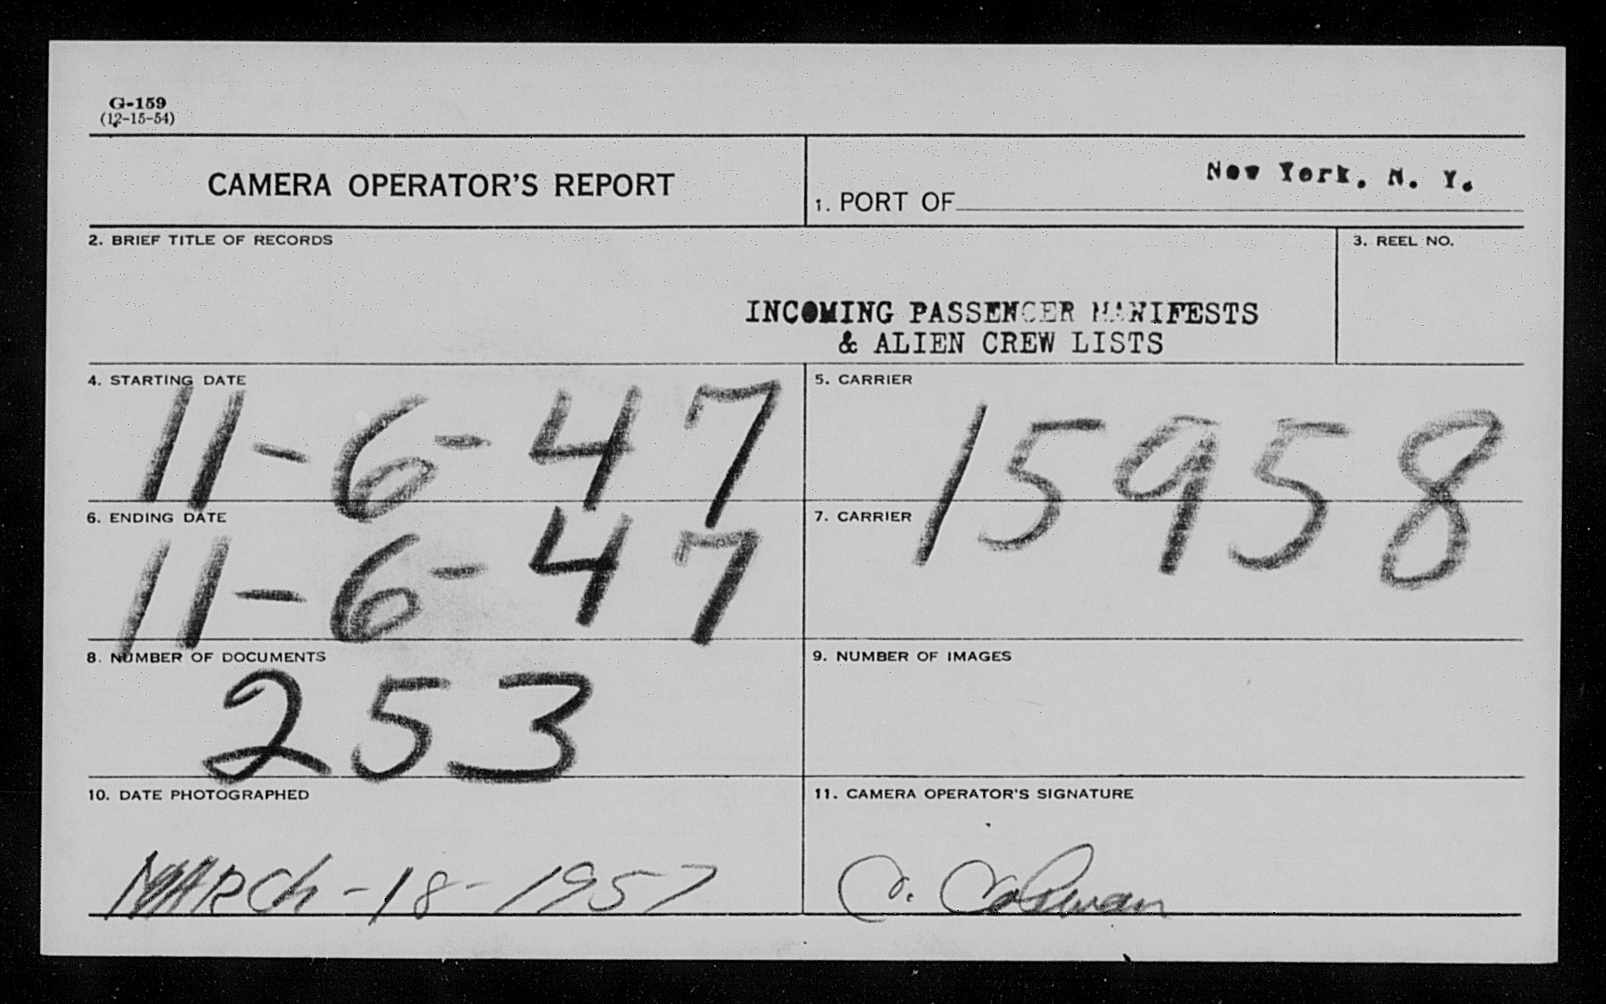 G-159
(12-15-54)
CAMERA OPERATOR'S REPORT
1. PORT OF New York, N. Y.
2. BRIEF TITLE OF RECORDS
3. REEL NO.
INCOMING PASSENGER MANIFESTS
& ALIEN CREW LISTS
4. STARTING DATE
11-6-47
5. CARRIER
15958
6. ENDING DATE
11-6-47
7. CARRIER
8. NUMBER OF DOCUMENTS
253
9. NUMBER OF IMAGES
10. DATE PHOTOGRAPHED
MARCh-18-1957
11. CAMERA OPERATOR'S SIGNATURE